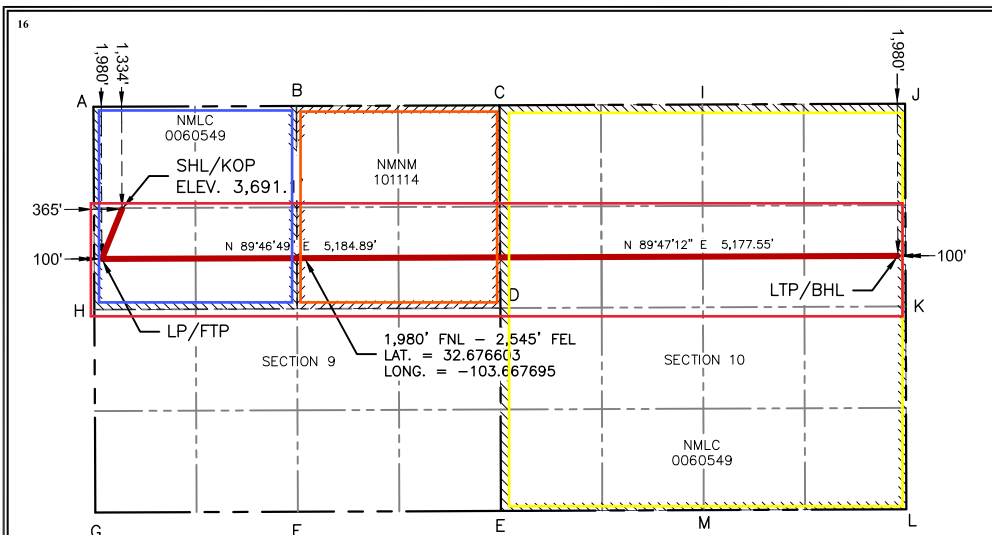 16
1,980'
1,334'
1,980'
A
B
C
I
J
NMLC
0060549
SHL/KOP
ELEV. 3,691.1'
NMNM
101114
365'
100'
N 89°46'49" E 5,184.89'
N 89°47'12" E 5,177.55'
100'
LTP/BHL
H
D
K
LP/FTP
1,980' FNL – 2,545' FEL
LAT. = 32.676603
LONG. = -103.667695
SECTION 9
SECTION 10
NMLC
0060549
G
F
E
M
L